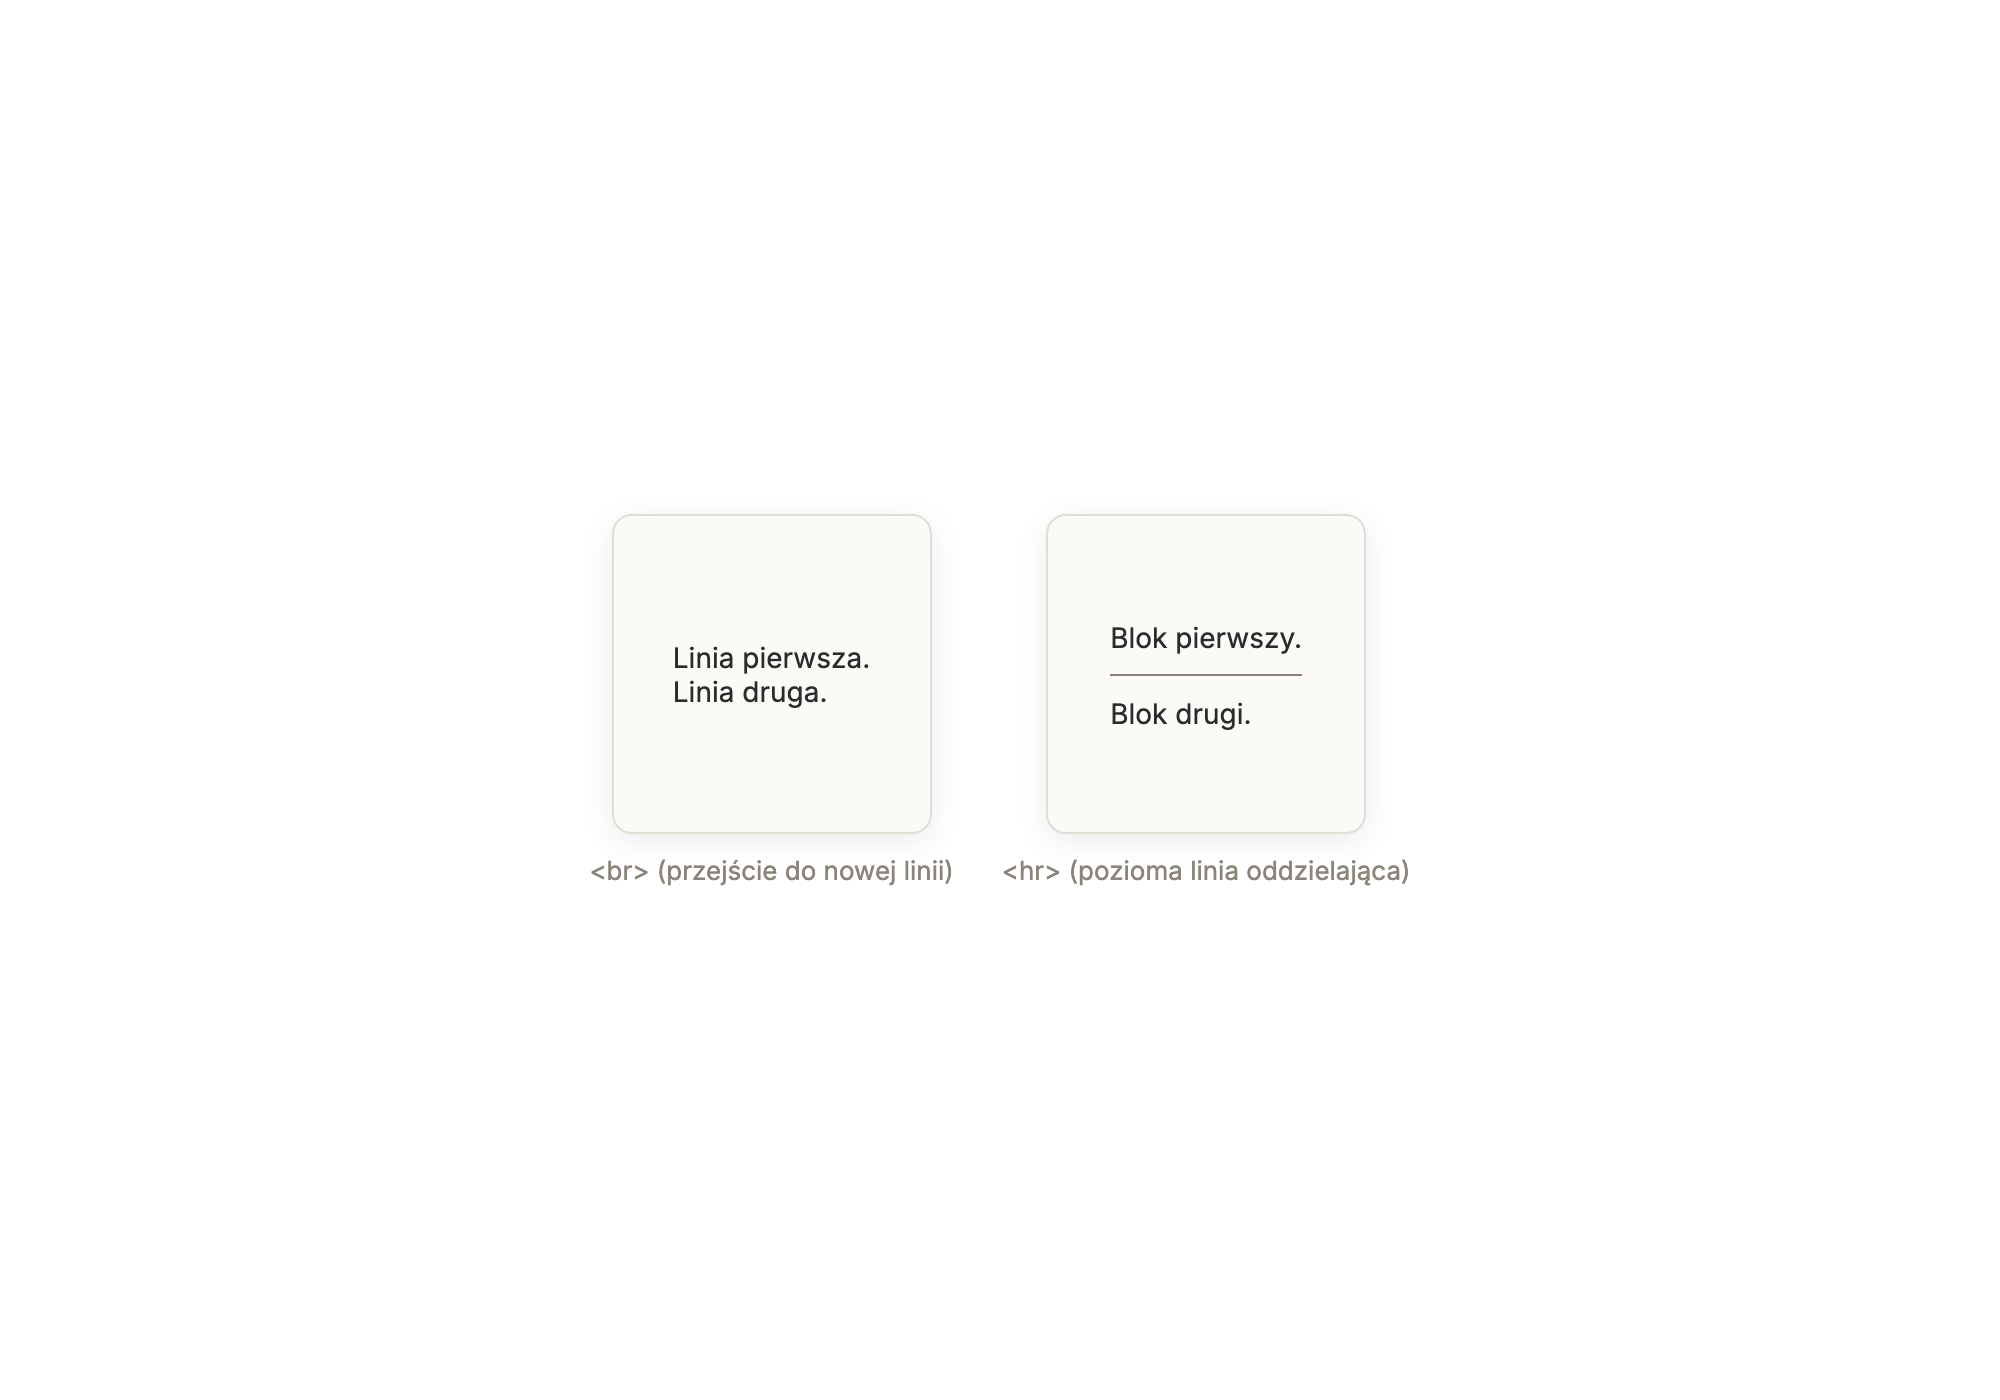 Linia pierwsza.
Linia druga.
<br> (przejście do nowej linii)
Blok pierwszy.
Blok drugi.
<hr> (pozioma linia oddzielająca)